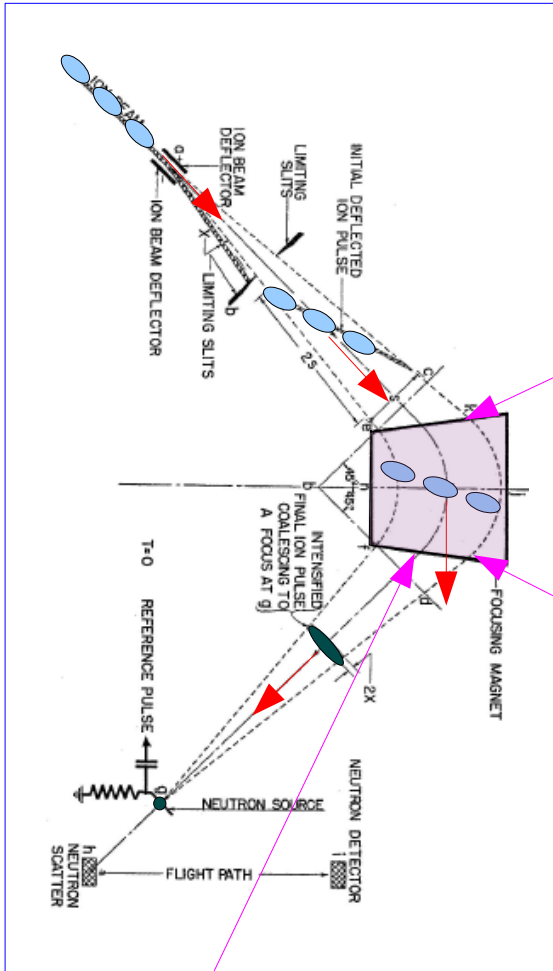 ION BEAM
a
ION BEAM
DEFLECTOR
ION BEAM DEFLECTOR
X
LIMITING SLITS
b
LIMITING
SLITS
INITIAL DEFLECTED
ION PULSE
2S
c
s
e
k
j
n
45°
45°
b
f
d
FOCUSING MAGNET
INTENSIFIED
FINAL ION PULSE
COALESCING TO
A FOCUS AT g
2X
T=0 REFERENCE PULSE
g
NEUTRON SOURCE
NEUTRON DETECTOR
i
FLIGHT PATH
h
NEUTRON
SCATTER